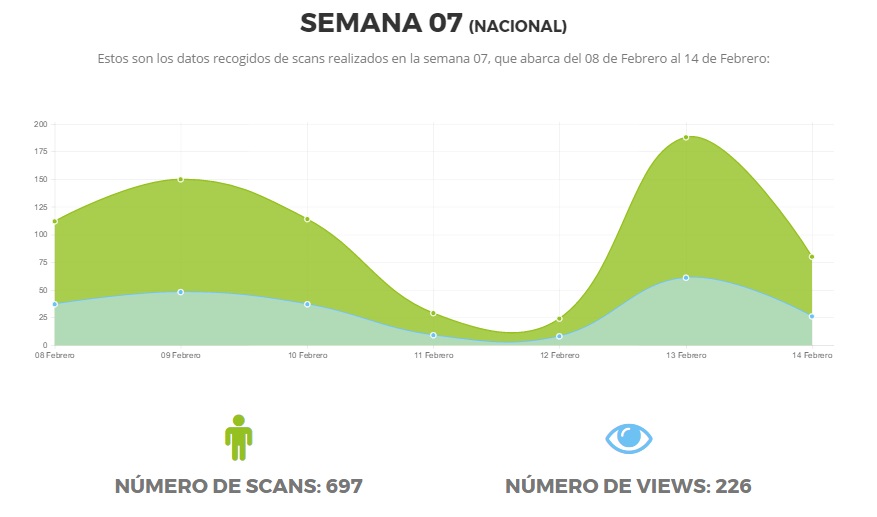 SEMANA 07 (NACIONAL)
Estos son los datos recogidos de scans realizados en la semana 07, que abarca del 08 de Febrero al 14 de Febrero:
200
175
150
125
100
75
50
25
0
08 Febrero 09 Febrero 10 Febrero 11 Febrero 12 Febrero 13 Febrero 14 Febrero
NÚMERO DE SCANS: 697 NÚMERO DE VIEWS: 226